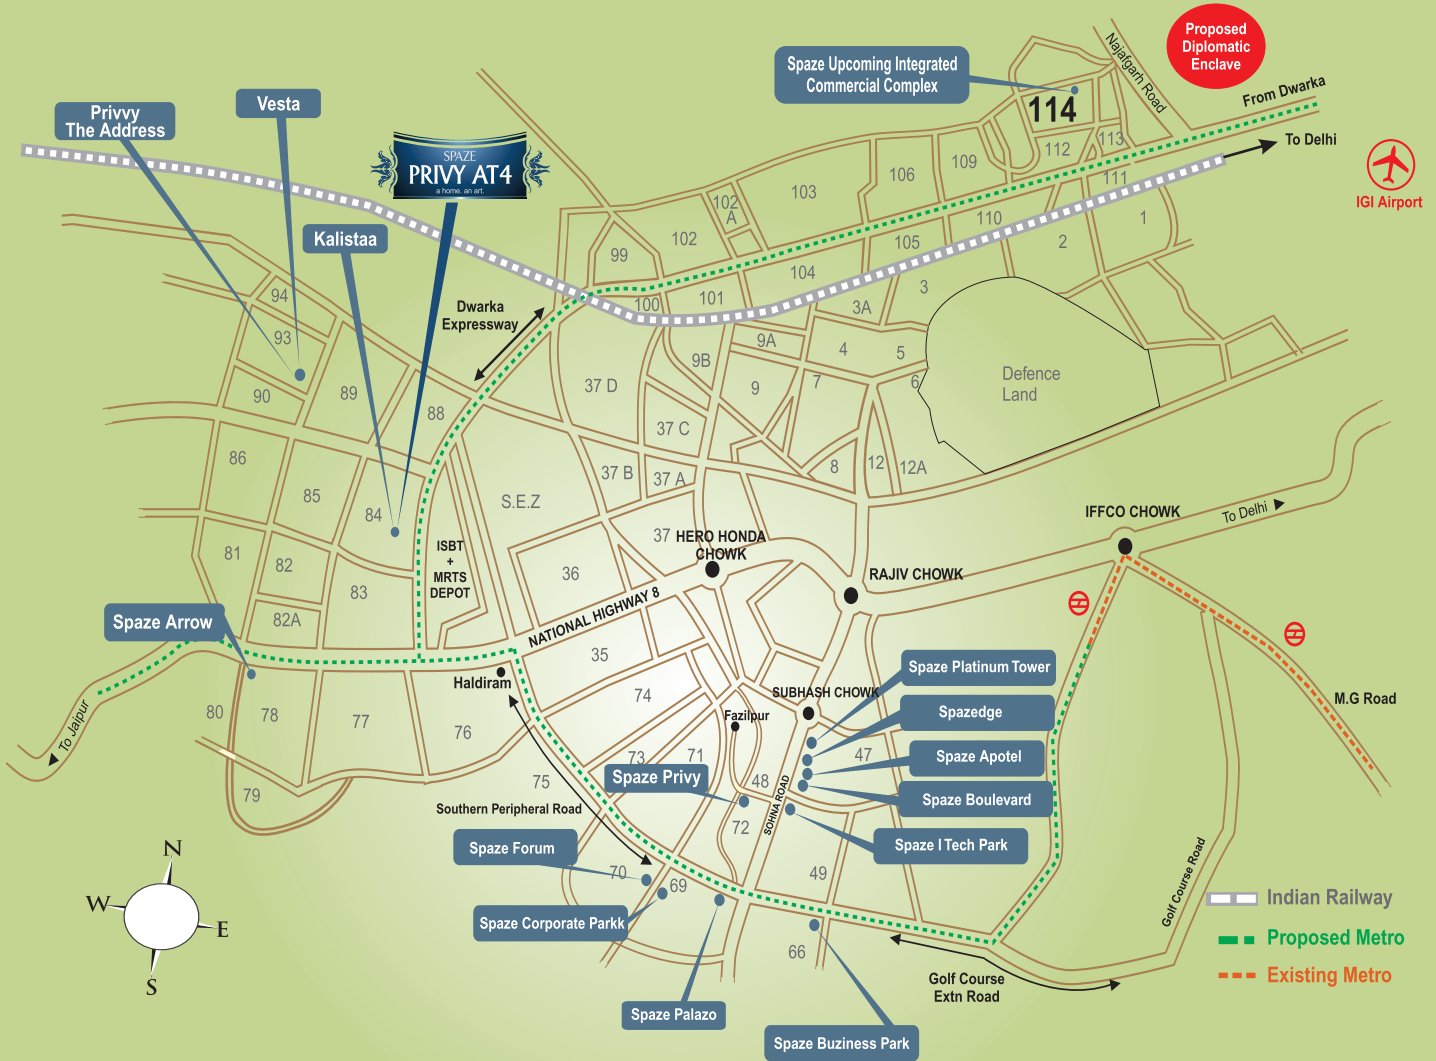 Proposed
Diplomatic
Enclave
Najafgarh Road
Spaze Upcoming Integrated
Commercial Complex
From Dwarka
114
To Delhi
IGI Airport
Vesta
Privvy
The Address
SPAZE
PRIVY AT4
a home. an art.
Kalistaa
113
112
109
106
103
111
102
A
110
1
2
102
105
99
104
94
100
101
3
3A
Dwarka
Expressway
93
9A
4
5
9B
6
7
9
Defence
Land
90
89
37 D
88
37 C
86
37 B
37 A
8
12
12A
85
84
S.E.Z
37
HERO HONDA
CHOWK
IFFCO CHOWK
To Delhi
81
82
83
ISBT
+
MRTS
DEPOT
36
RAJIV CHOWK
82A
NATIONAL HIGHWAY 8
Spaze Arrow
35
Haldiram
74
SUBHASH CHOWK
Spaze Platinum Tower
M.G Road
80
78
77
76
Fazilpur
Spazedge
To Jaipur
73
71
47
Spaze Apotel
75
Spaze Privy
48
SOHNA ROAD
Spaze Boulevard
79
Southern Peripheral Road
72
Spaze I Tech Park
Spaze Forum
70
69
49
Golf Course Road
N
W
E
S
Spaze Corporate Parkk
66
Golf Course
Extn Road
Spaze Palazo
Spaze Buziness Park
Indian Railway
Proposed Metro
Existing Metro